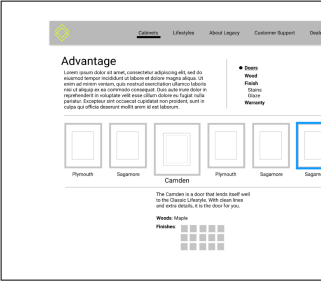 Cabinets Lifestyles About Legacy Customer Support Deale
Advantage
Lorem ipsum dolor sit amet, consectetur adipiscing elit, sed do
eiusmod tempor incididunt ut labore et dolore magna aliqua. Ut
enim ad minim veniam, quis nostrud exercitation ullamco laboris
nisi ut aliquip ex ea commodo consequat. Duis aute irure dolor in
reprehenderit in voluptate velit esse cillum dolore eu fugiat nulla
pariatur. Excepteur sint occaecat cupidatat non proident, sunt in
culpa qui officia deserunt mollit anim id est laborum.
Doors
Wood
Finish
Stains
Glaze
Warranty
Plymouth Sagamore Camden Plymouth Sagamore Sagam
The Camden is a door that lends itself well
to the Classic Lifestyle. With clean lines
and extra details, it is the door for you.
Woods: Maple
Finishes: